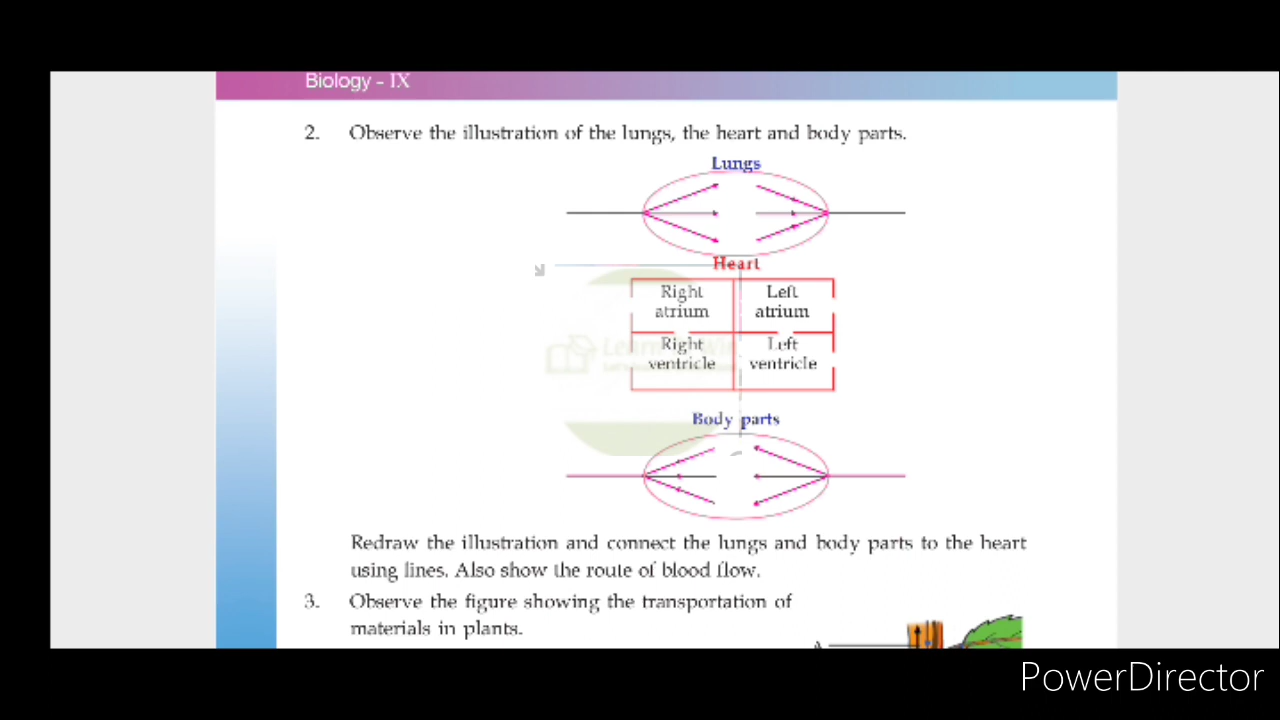 Biology - IX
2. Observe the illustration of the lungs, the heart and body parts.
Lungs
Heart
Right atrium
Left atrium
Right ventricle
Left ventricle
Body parts
Redraw the illustration and connect the lungs and body parts to the heart
using lines. Also show the route of blood flow.
3. Observe the figure showing the transportation of
materials in plants.
PowerDirector